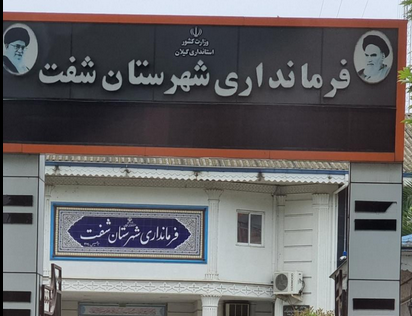 وزارت کشور
استانداری گیلان
فرمانداری شهرستان شفت
فرمانداری شهرستان شفت